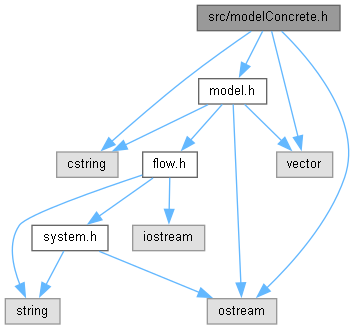 src/modelConcrete.h
model.h
cstring
flow.h
vector
system.h
iostream
string
ostream